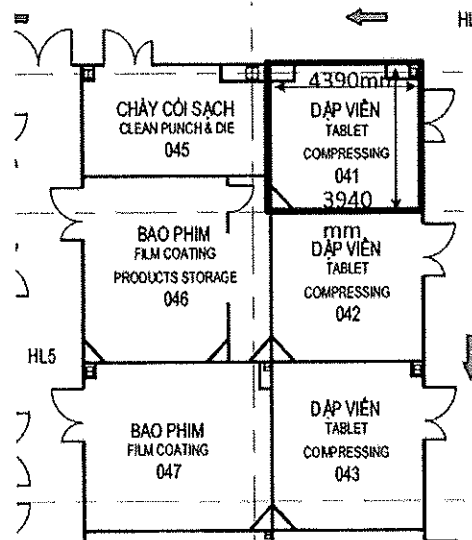 HL
CHÀY CỐI SẠCH
CLEAN PUNCH & DIE
045
4390mm
DẬP VIÊN
TABLET
COMPRESSING
041
3940
mm
BAO PHIM
FILM COATING
PRODUCTS STORAGE
046
DẬP VIÊN
TABLET
COMPRESSING
042
HL5
BAO PHIM
FILM COATING
047
DẬP VIÊN
TABLET
COMPRESSING
043